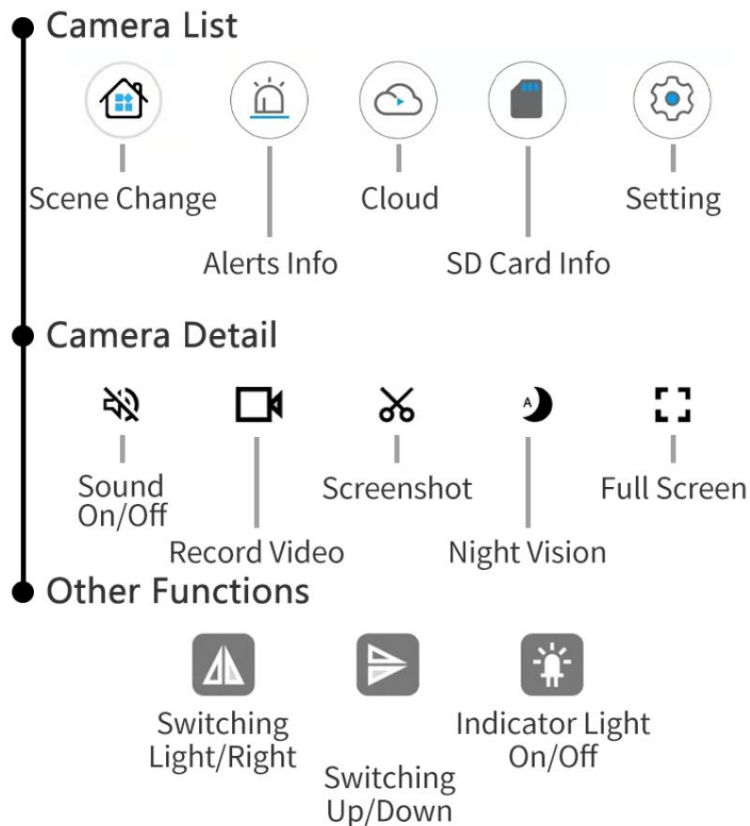 Camera List
Scene Change
Cloud
Setting
Alerts Info
SD Card Info
Camera Detail
Sound
On/Off
Screenshot
Full Screen
Record Video
A
Night Vision
Other Functions
Switching
Light/Right
Indicator Light
On/Off
Switching
Up/Down